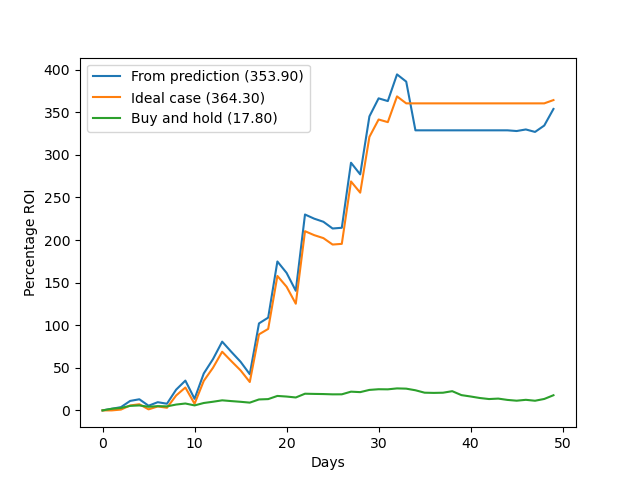 From prediction (353.90)
Ideal case (364.30)
Buy and hold (17.80)
400
350
300
250
200
150
100
50
0
Percentage ROI
0 10 20 30 40 50
Days